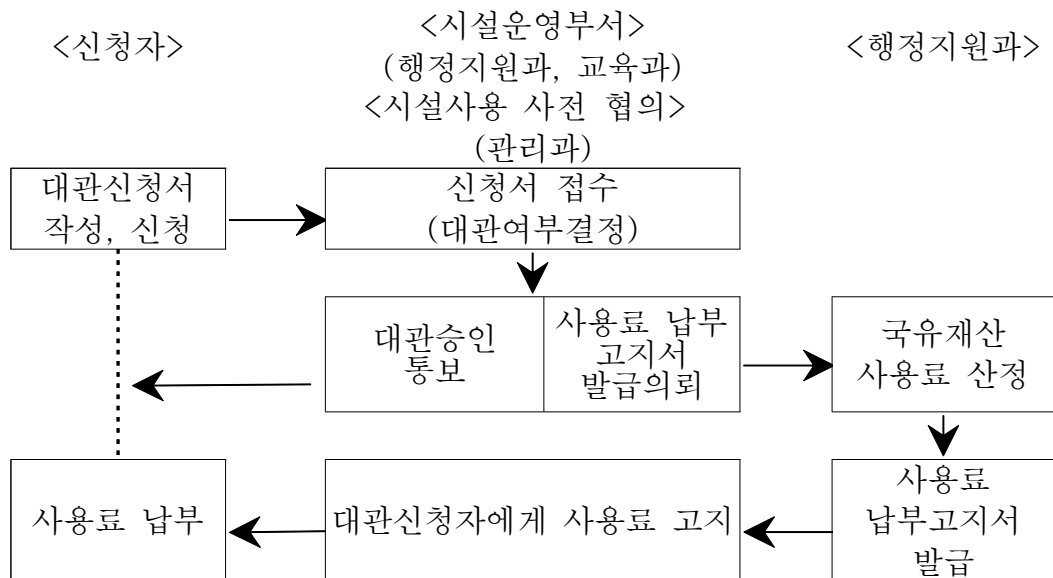 <신청자>
<시설운영부서>
(행정지원과, 교육과)
<시설사용 사전 협의>
(관리과)
<행정지원과>
대관신청서
작성, 신청
신청서 접수
(대관여부결정)
대관승인
통보
사용료 납부
고지서
발급의뢰
국유재산
사용료 산정
사용료 납부
대관신청자에게 사용료 고지
사용료
납부고지서
발급